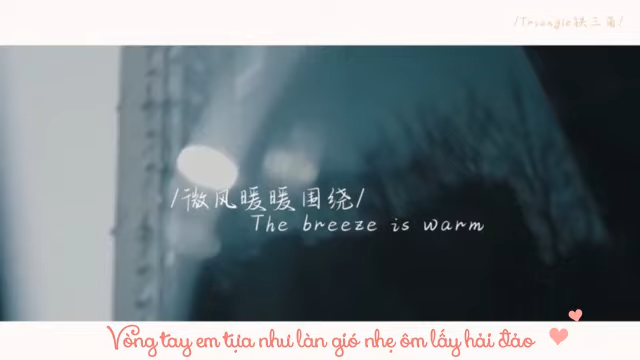 /Triangle铁三角/
/微风暖暖围绕/
The breeze is warm
Vòng tay em tựa như làn gió nhẹ ôm lấy hải đảo